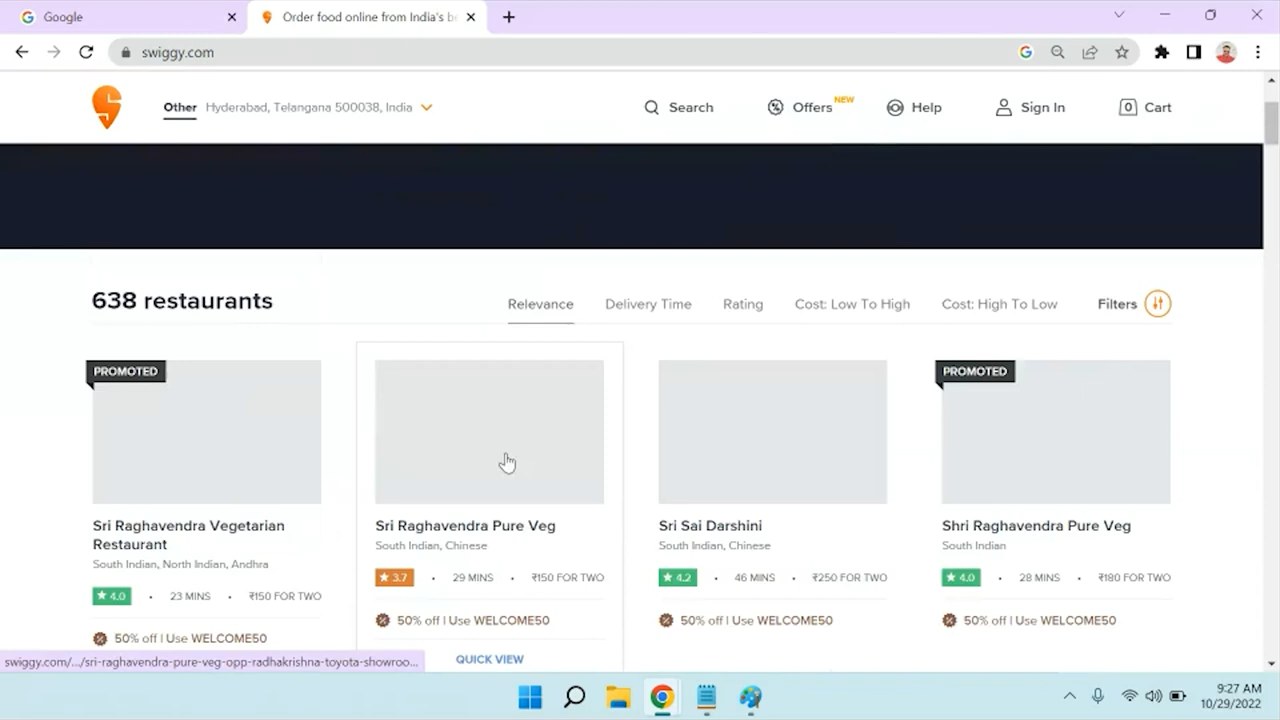 Google
Order food online from India's be
swiggy.com
Other Hyderabad, Telangana 500038, India
Search
Offers NEW
Help
Sign In
0 Cart
638 restaurants
Relevance Delivery Time Rating Cost: Low To High Cost: High To Low Filters
PROMOTED
Sri Raghavendra Vegetarian
Restaurant
South Indian, North Indian, Andhra
★ 4.0 • 23 MINS • ₹150 FOR TWO
50% off | Use WELCOME50
Sri Raghavendra Pure Veg
South Indian, Chinese
★ 3.7 • 29 MINS • ₹150 FOR TWO
50% off | Use WELCOME50
QUICK VIEW
Sri Sai Darshini
South Indian, Chinese
★ 4.2 • 46 MINS • ₹250 FOR TWO
50% off | Use WELCOME50
PROMOTED
Shri Raghavendra Pure Veg
South Indian
★ 4.0 • 28 MINS • ₹180 FOR TWO
50% off | Use WELCOME50
swiggy.com/.../sri-raghavendra-pure-veg-opp-radhakrishna-toyota-showroo...
9:27 AM
10/29/2022